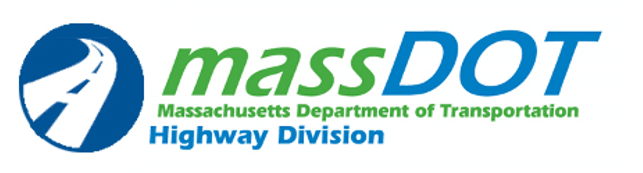 massDOT
Massachusetts Department of Transportation
Highway Division